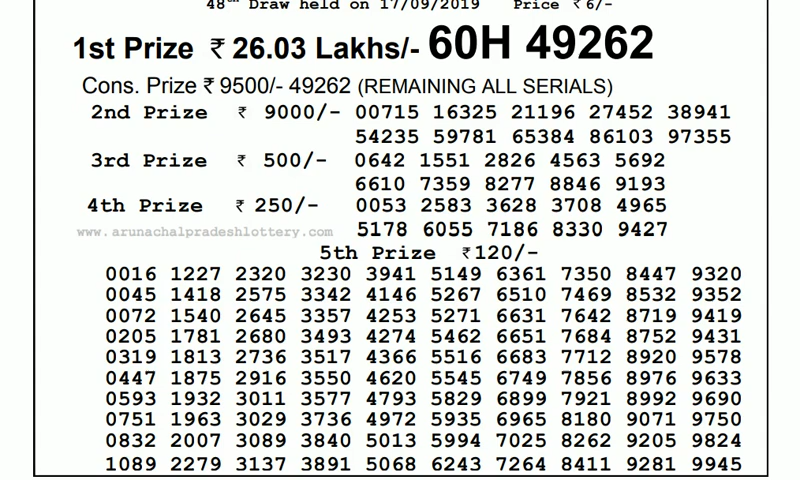 48th Draw held on 17/09/2019 Price ₹6/-
1st Prize ₹ 26.03 Lakhs/- 60H 49262
Cons. Prize ₹ 9500/- 49262 (REMAINING ALL SERIALS)
2nd Prize ₹ 9000/- 00715 16325 21196 27452 38941
54235 59781 65384 86103 97355
3rd Prize ₹ 500/- 0642 1551 2826 4563 5692
6610 7359 8277 8846 9193
4th Prize ₹ 250/- 0053 2583 3628 3708 4965
www.arunachalpradeshlottery.com 5178 6055 7186 8330 9427
5th Prize ₹120/-
0016 1227 2320 3230 3941 5149 6361 7350 8447 9320
0045 1418 2575 3342 4146 5267 6510 7469 8532 9352
0072 1540 2645 3357 4253 5271 6631 7642 8719 9419
0205 1781 2680 3493 4274 5462 6651 7684 8752 9431
0319 1813 2736 3517 4366 5516 6683 7712 8920 9578
0447 1875 2916 3550 4620 5545 6749 7856 8976 9633
0593 1932 3011 3577 4793 5829 6899 7921 8992 9690
0751 1963 3029 3736 4972 5935 6965 8180 9071 9750
0832 2007 3089 3840 5013 5994 7025 8262 9205 9824
1089 2279 3137 3891 5068 6243 7264 8411 9281 9945